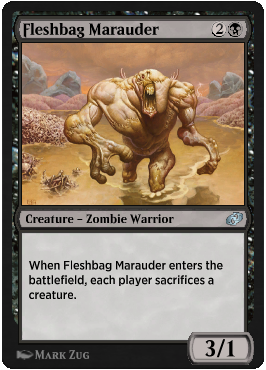 Fleshbag Marauder 2
Creature – Zombie Warrior
When Fleshbag Marauder enters the
battlefield, each player sacrifices a
creature.
3/1
Mark Zug